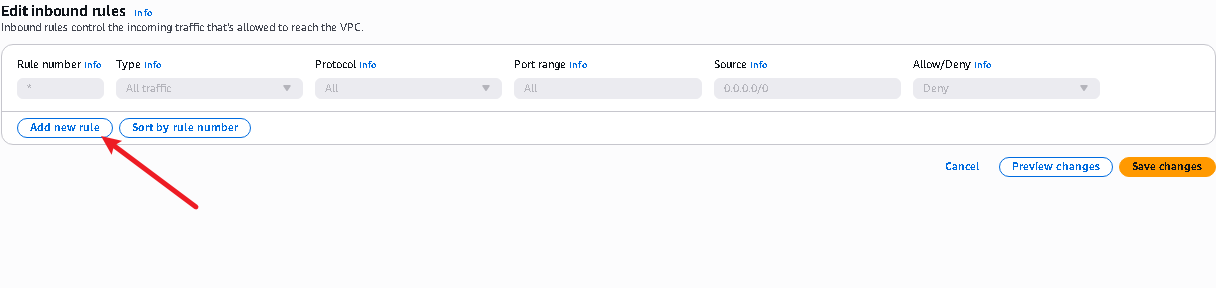 Edit inbound rules Info
Inbound rules control the incoming traffic that's allowed to reach the VPC.
Rule number Info Type Info Protocol Info Port range Info Source Info Allow/Deny Info
* All traffic All All 0.0.0.0/0 Deny
Add new rule Sort by rule number
Cancel Preview changes Save changes